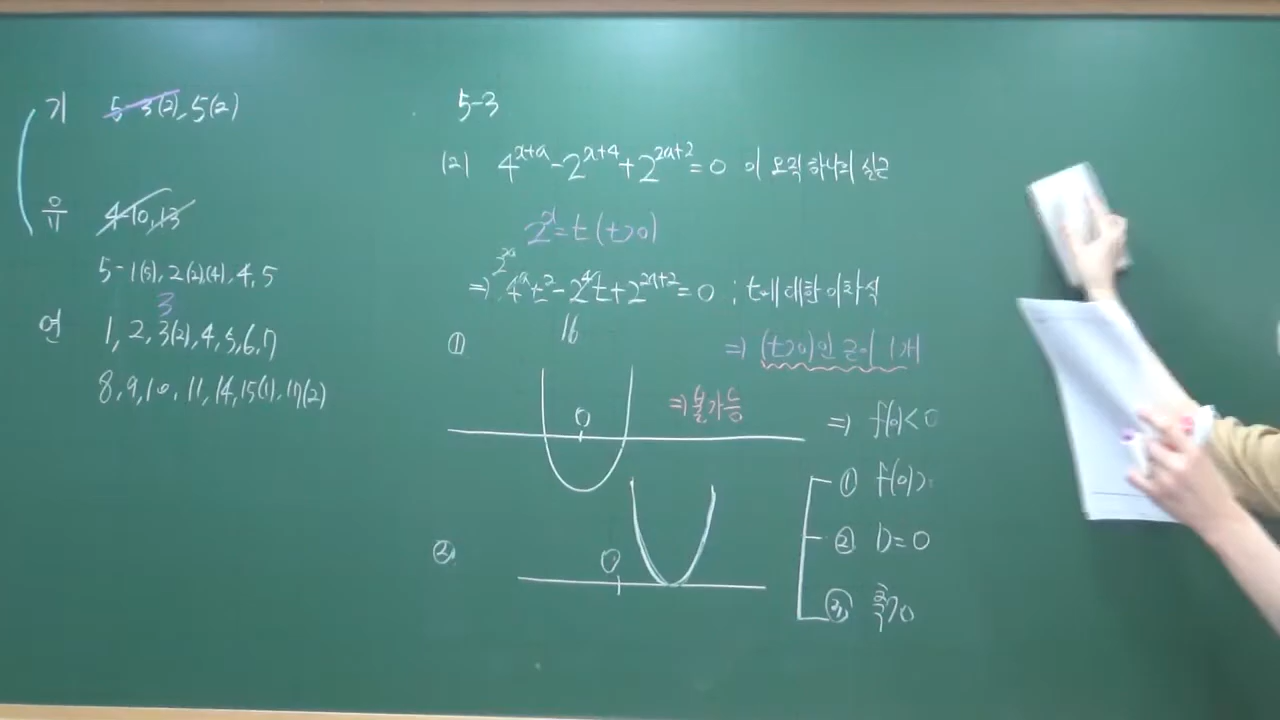 기 5-3(2), 5(2)
유 4-10, 13
5-1(5), 2(2),(4), 4, 5
3
연 1, 2, 3(2), 4, 5, 6, 7
8, 9, 10, 11, 14, 15(1), 17(2)
5-3
(2) 4^{x+a} - 2^{x+4} + 2^{2a+2} = 0 이 오직 하나의 실근
2^x = t (t>0)
2^{2a}
⇒ 4^a t^2 - 2^4 t + 2^{2a+2} = 0 ; t에 대한 이차식
16
⇒ (t>0)인 근이 1개
① 0 ⇒ 불가능
⇒ f(0)<0
② 0
① f(0)>
② D=0
③ 축>0